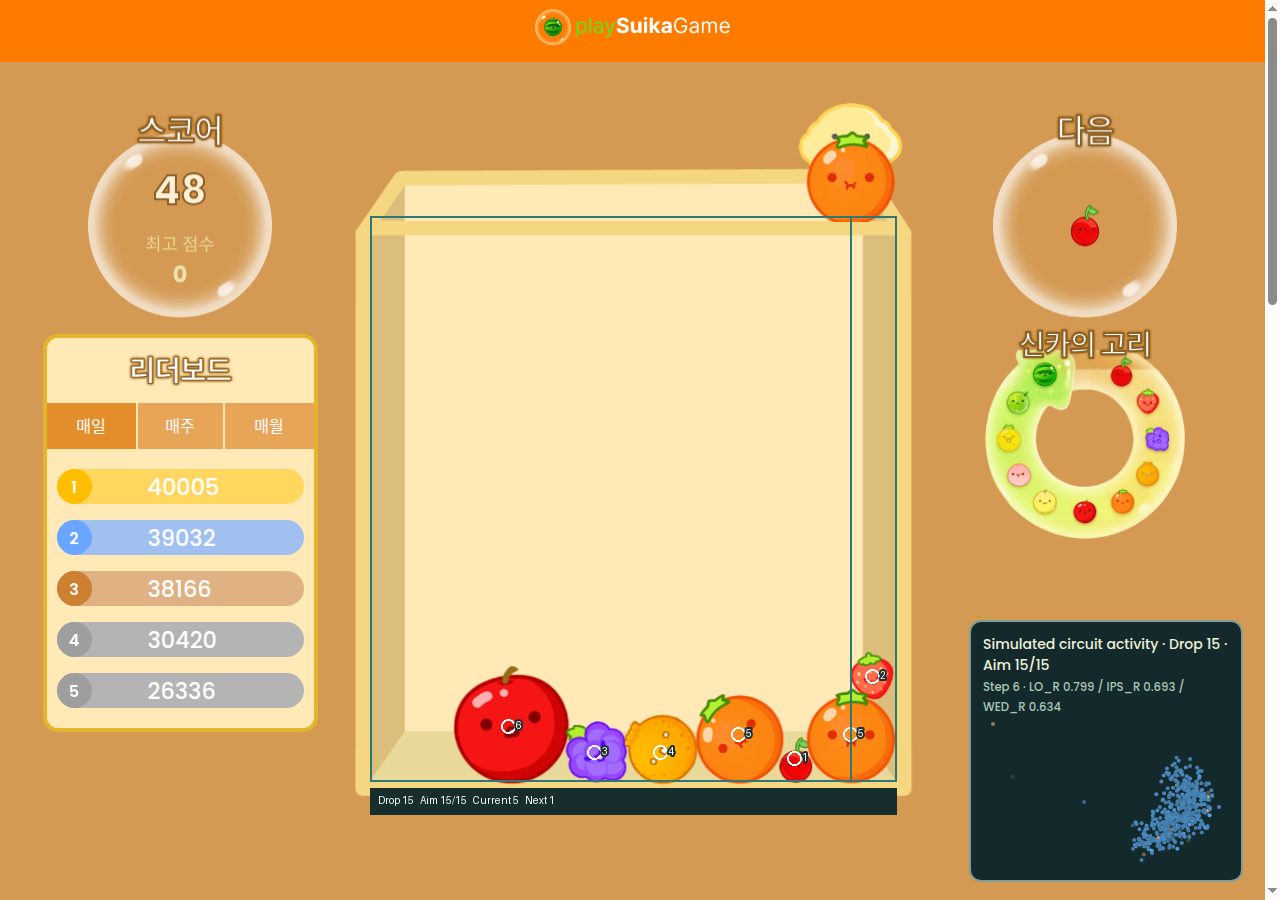 playSuikaGame
스코어
48
최고 점수
0
다음
신카의 고리
리더보드
매일 매주 매월
1 40005
2 39032
3 38166
4 30420
5 26336
2
6
3
4
5
1
5
Drop 15 Aim 15/15 Current 5 Next 1
Simulated circuit activity · Drop 15 ·
Aim 15/15
Step 6 · LO_R 0.799 / IPS_R 0.693 /
WED_R 0.634